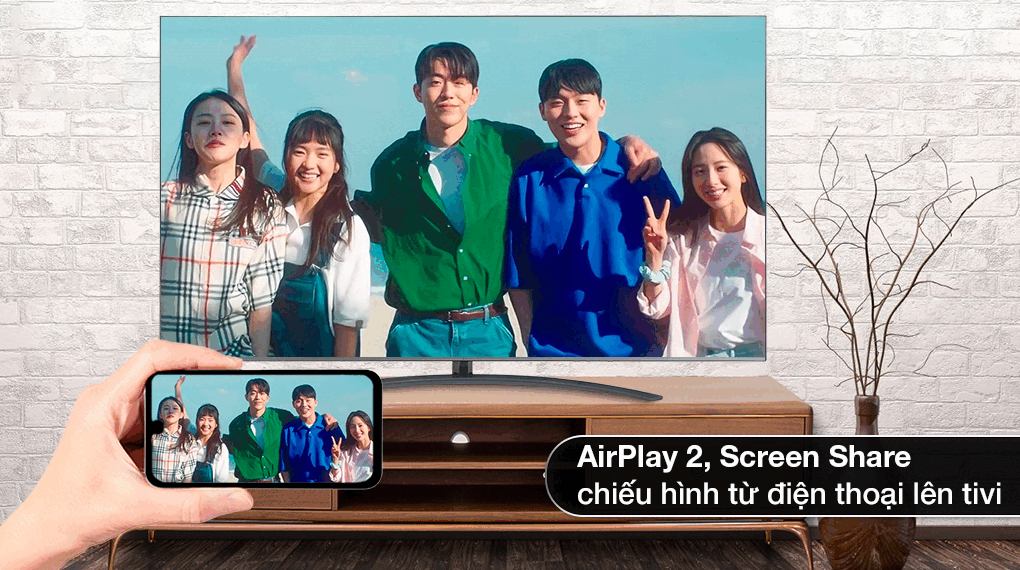 AirPlay 2, Screen Share
chiếu hình từ điện thoại lên tivi